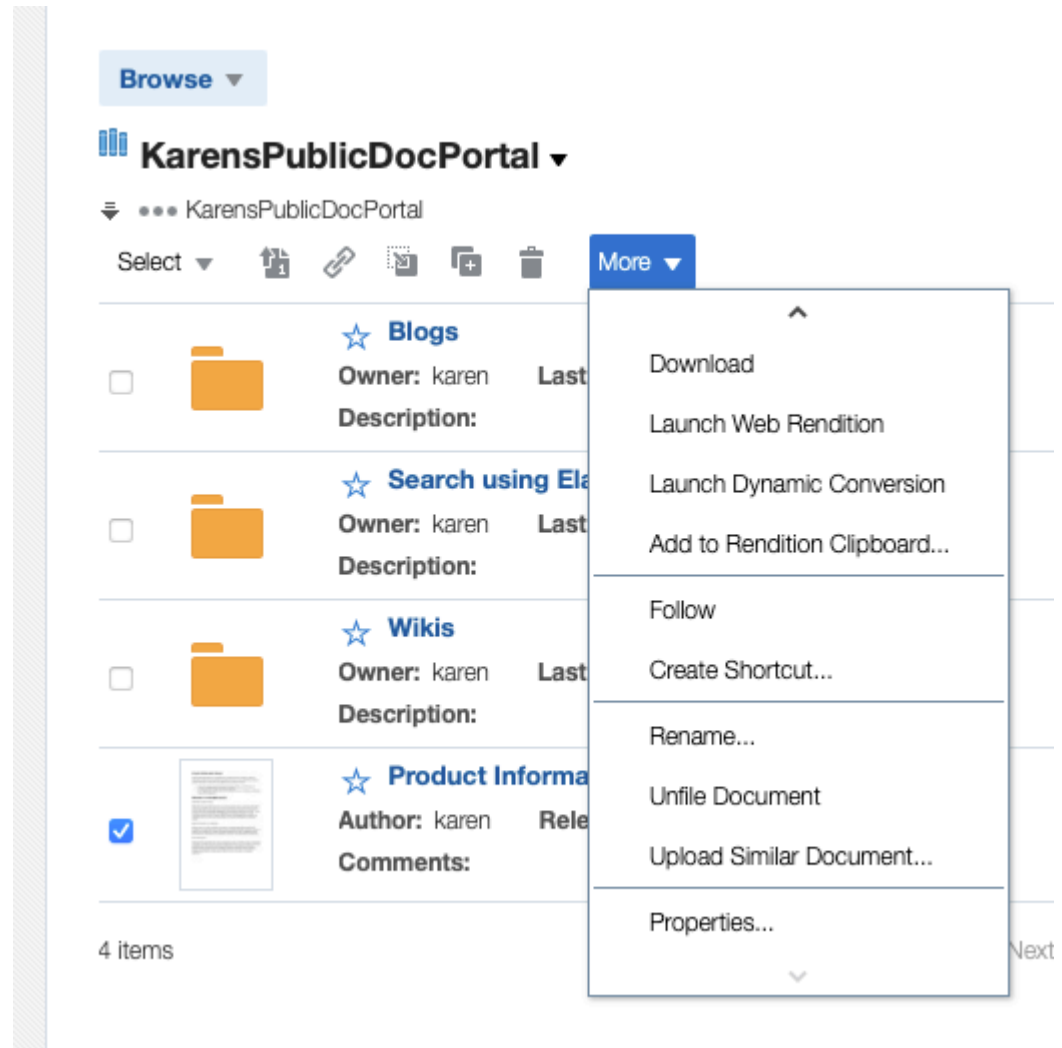 Browse
KarensPublicDocPortal
KarensPublicDocPortal
Select
1
More
Blogs
Owner: karen Last
Description:
Search using Ela
Owner: karen Last
Description:
Wikis
Owner: karen Last
Description:
Product Informa
Author: karen Rele
Comments:
4 items
Next
Download
Launch Web Rendition
Launch Dynamic Conversion
Add to Rendition Clipboard...
Follow
Create Shortcut...
Rename...
Unfile Document
Upload Similar Document...
Properties...